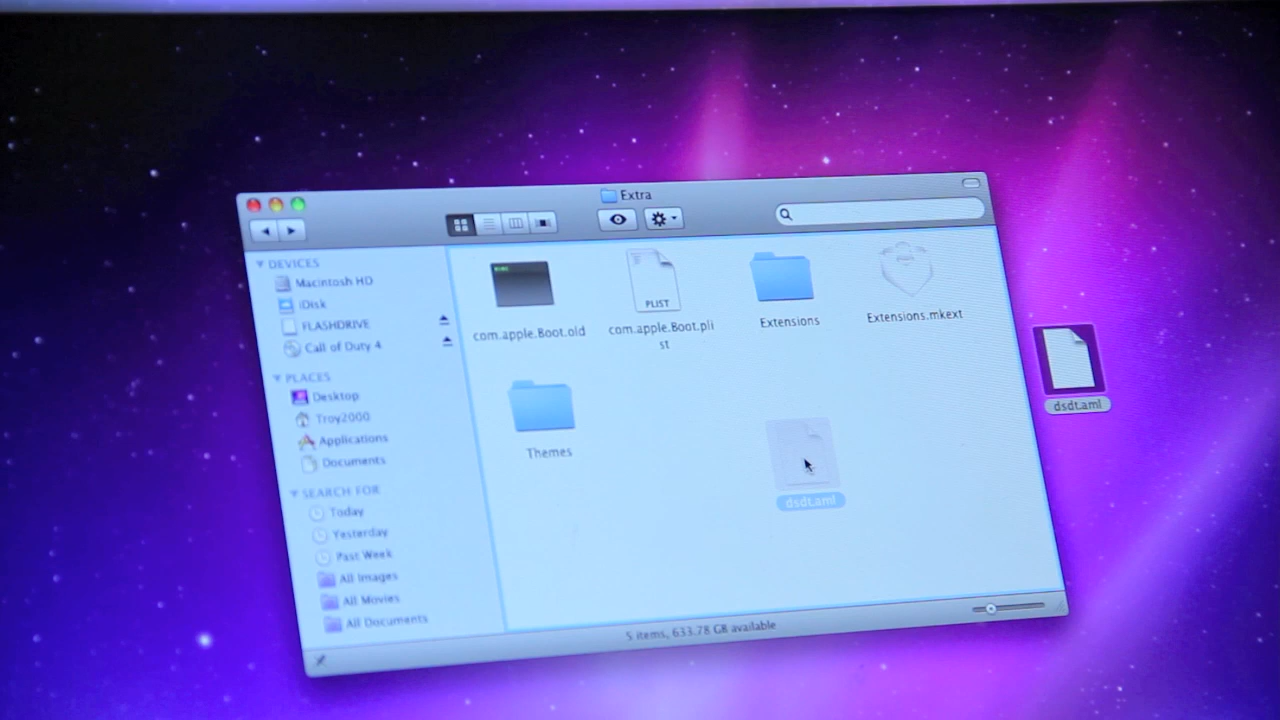 Extra
DEVICES
Macintosh HD
iDisk
FLASHDRIVE
Call of Duty 4
PLACES
Desktop
Troy2000
Applications
Documents
SEARCH FOR
Today
Yesterday
Past Week
All Images
All Movies
All Documents
com.apple.Boot.old
PLIST
com.apple.Boot.pli
st
Extensions
Extensions.mkext
Themes
dsdt.aml
dsdt.aml
5 items, 633.78 GB available